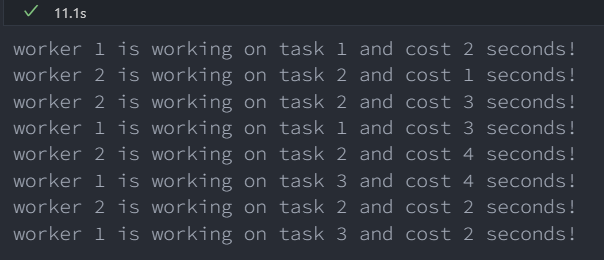 11.1s
worker 1 is working on task 1 and cost 2 seconds!
worker 2 is working on task 2 and cost 1 seconds!
worker 2 is working on task 2 and cost 3 seconds!
worker 1 is working on task 1 and cost 3 seconds!
worker 2 is working on task 2 and cost 4 seconds!
worker 1 is working on task 3 and cost 4 seconds!
worker 2 is working on task 2 and cost 2 seconds!
worker 1 is working on task 3 and cost 2 seconds!